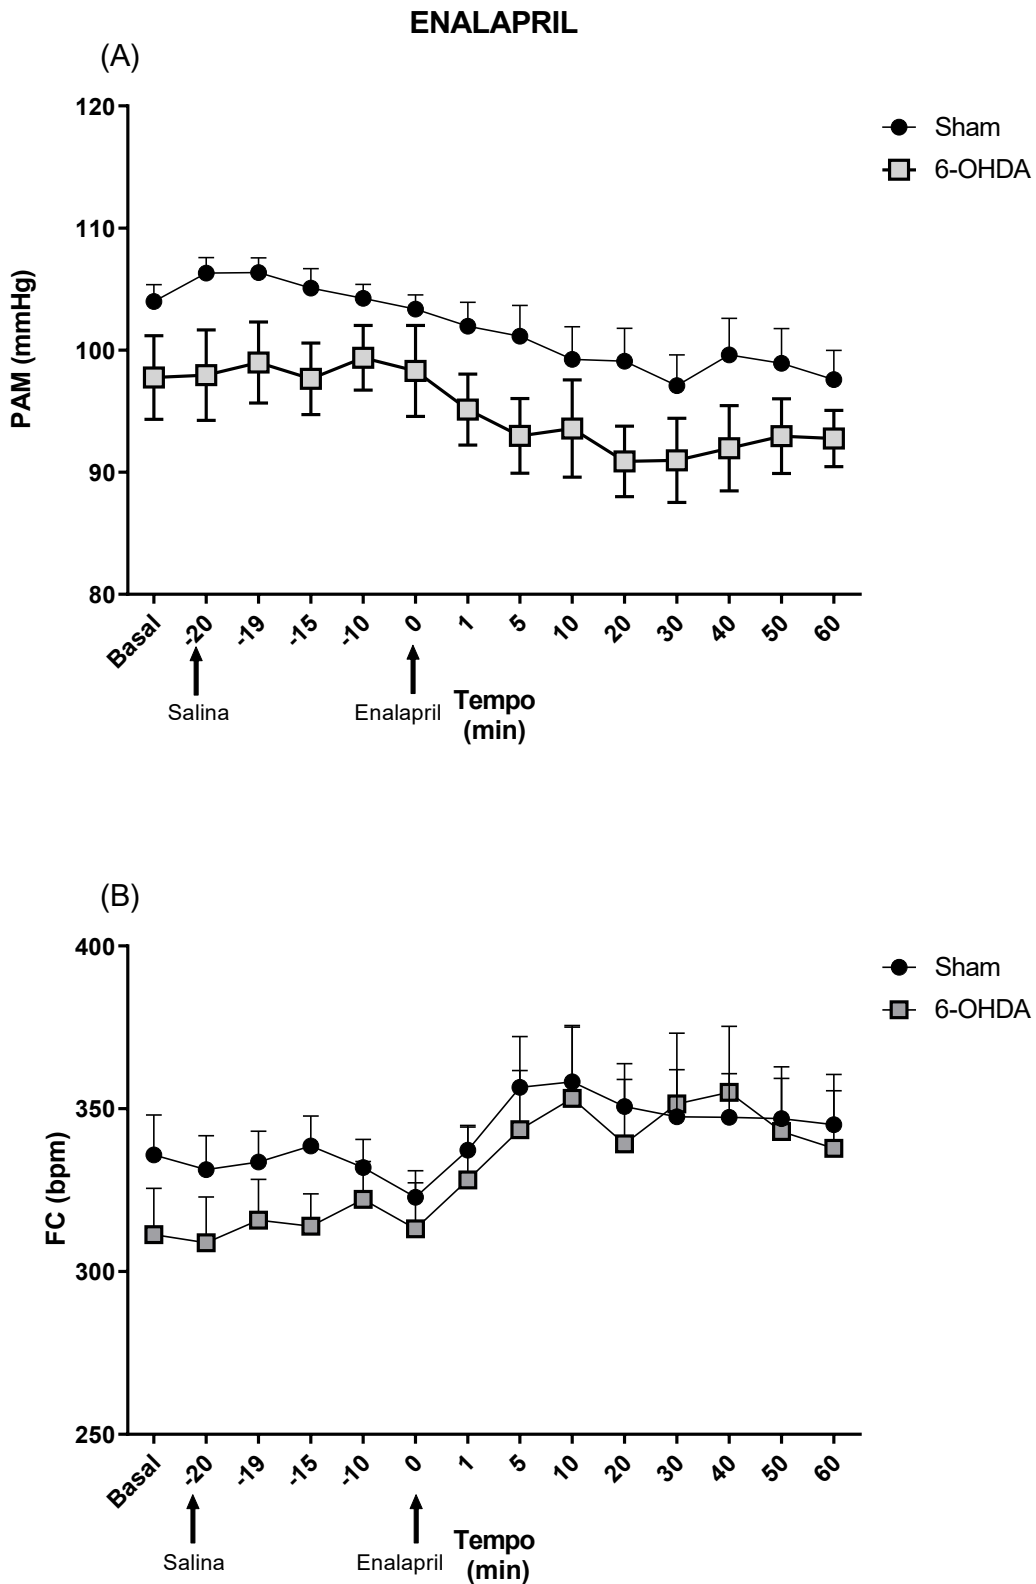 ENALAPRIL
(A)
120
110
100
90
80
PAM (mmHg)
Sham
6-OHDA
Basal -20 -19 -15 -10 0 1 5 10 20 30 40 50 60
Salina
Enalapril
Tempo
(min)
(B)
400
350
300
250
FC (bpm)
Sham
6-OHDA
Basal -20 -19 -15 -10 0 1 5 10 20 30 40 50 60
Salina
Enalapril
Tempo
(min)